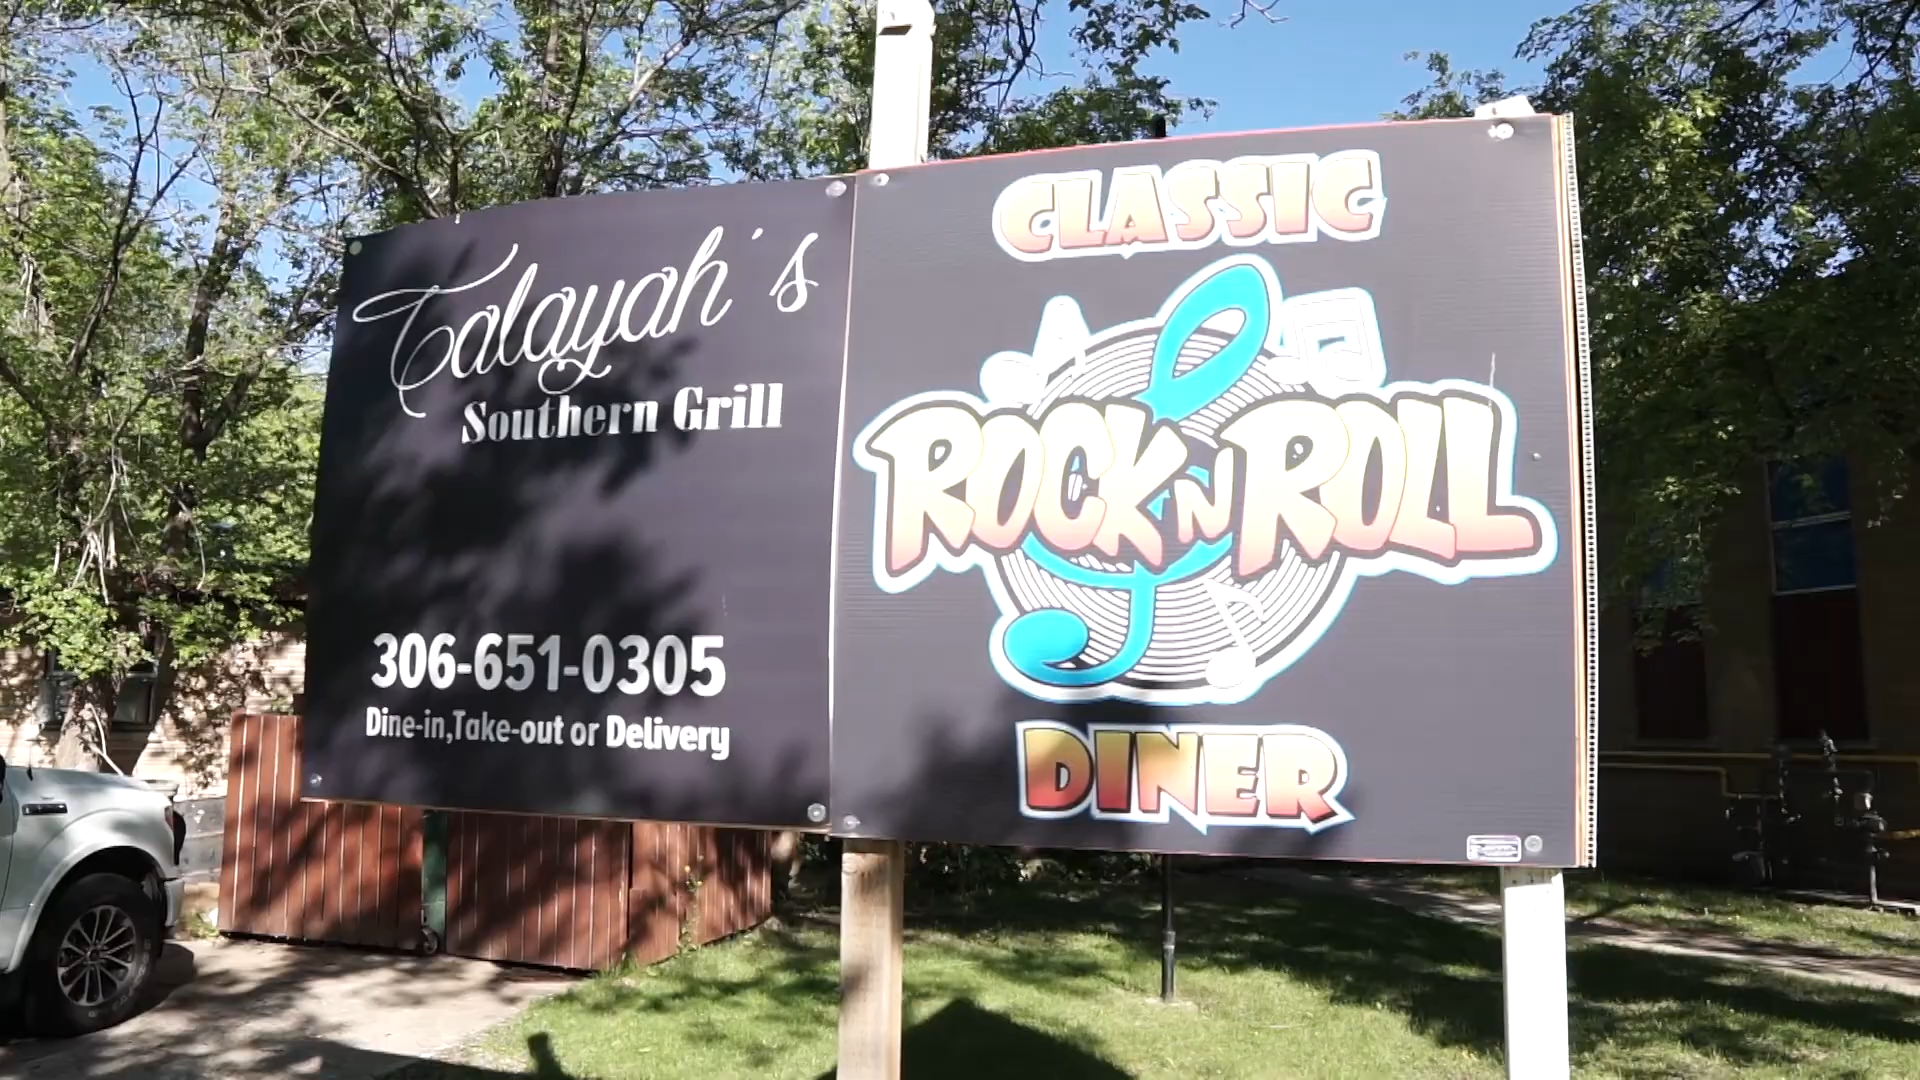 Talayah's
Southern Grill
306-651-0305
Dine-in,Take-out or Delivery
CLASSIC
ROCK N ROLL
DINER